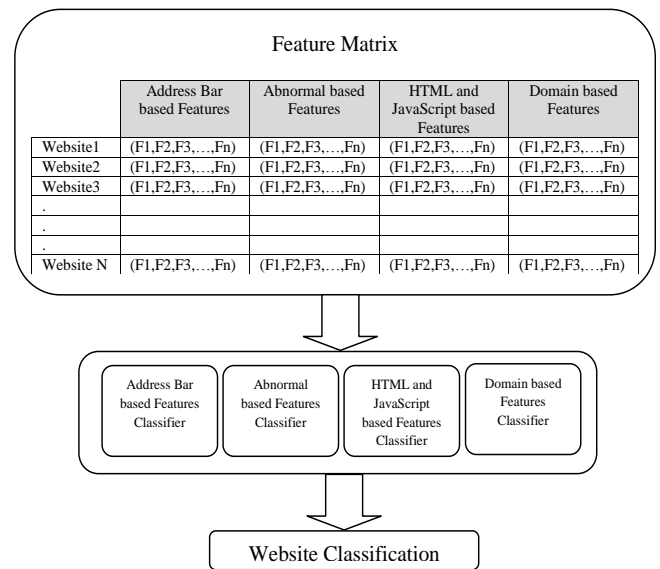 Feature Matrix
Address Bar based Features
Abnormal based Features
HTML and JavaScript based Features
Domain based Features
Website1 (F1,F2,F3,…,Fn) (F1,F2,F3,…,Fn) (F1,F2,F3,…,Fn) (F1,F2,F3,…,Fn)
Website2 (F1,F2,F3,…,Fn) (F1,F2,F3,…,Fn) (F1,F2,F3,…,Fn) (F1,F2,F3,…,Fn)
Website3 (F1,F2,F3,…,Fn) (F1,F2,F3,…,Fn) (F1,F2,F3,…,Fn) (F1,F2,F3,…,Fn)
.
.
.
Website N (F1,F2,F3,…,Fn) (F1,F2,F3,…,Fn) (F1,F2,F3,…,Fn) (F1,F2,F3,…,Fn)
Address Bar
based Features
Classifier
Abnormal
based Features
Classifier
HTML and
JavaScript
based Features
Classifier
Domain based
Features
Classifier
Website Classification